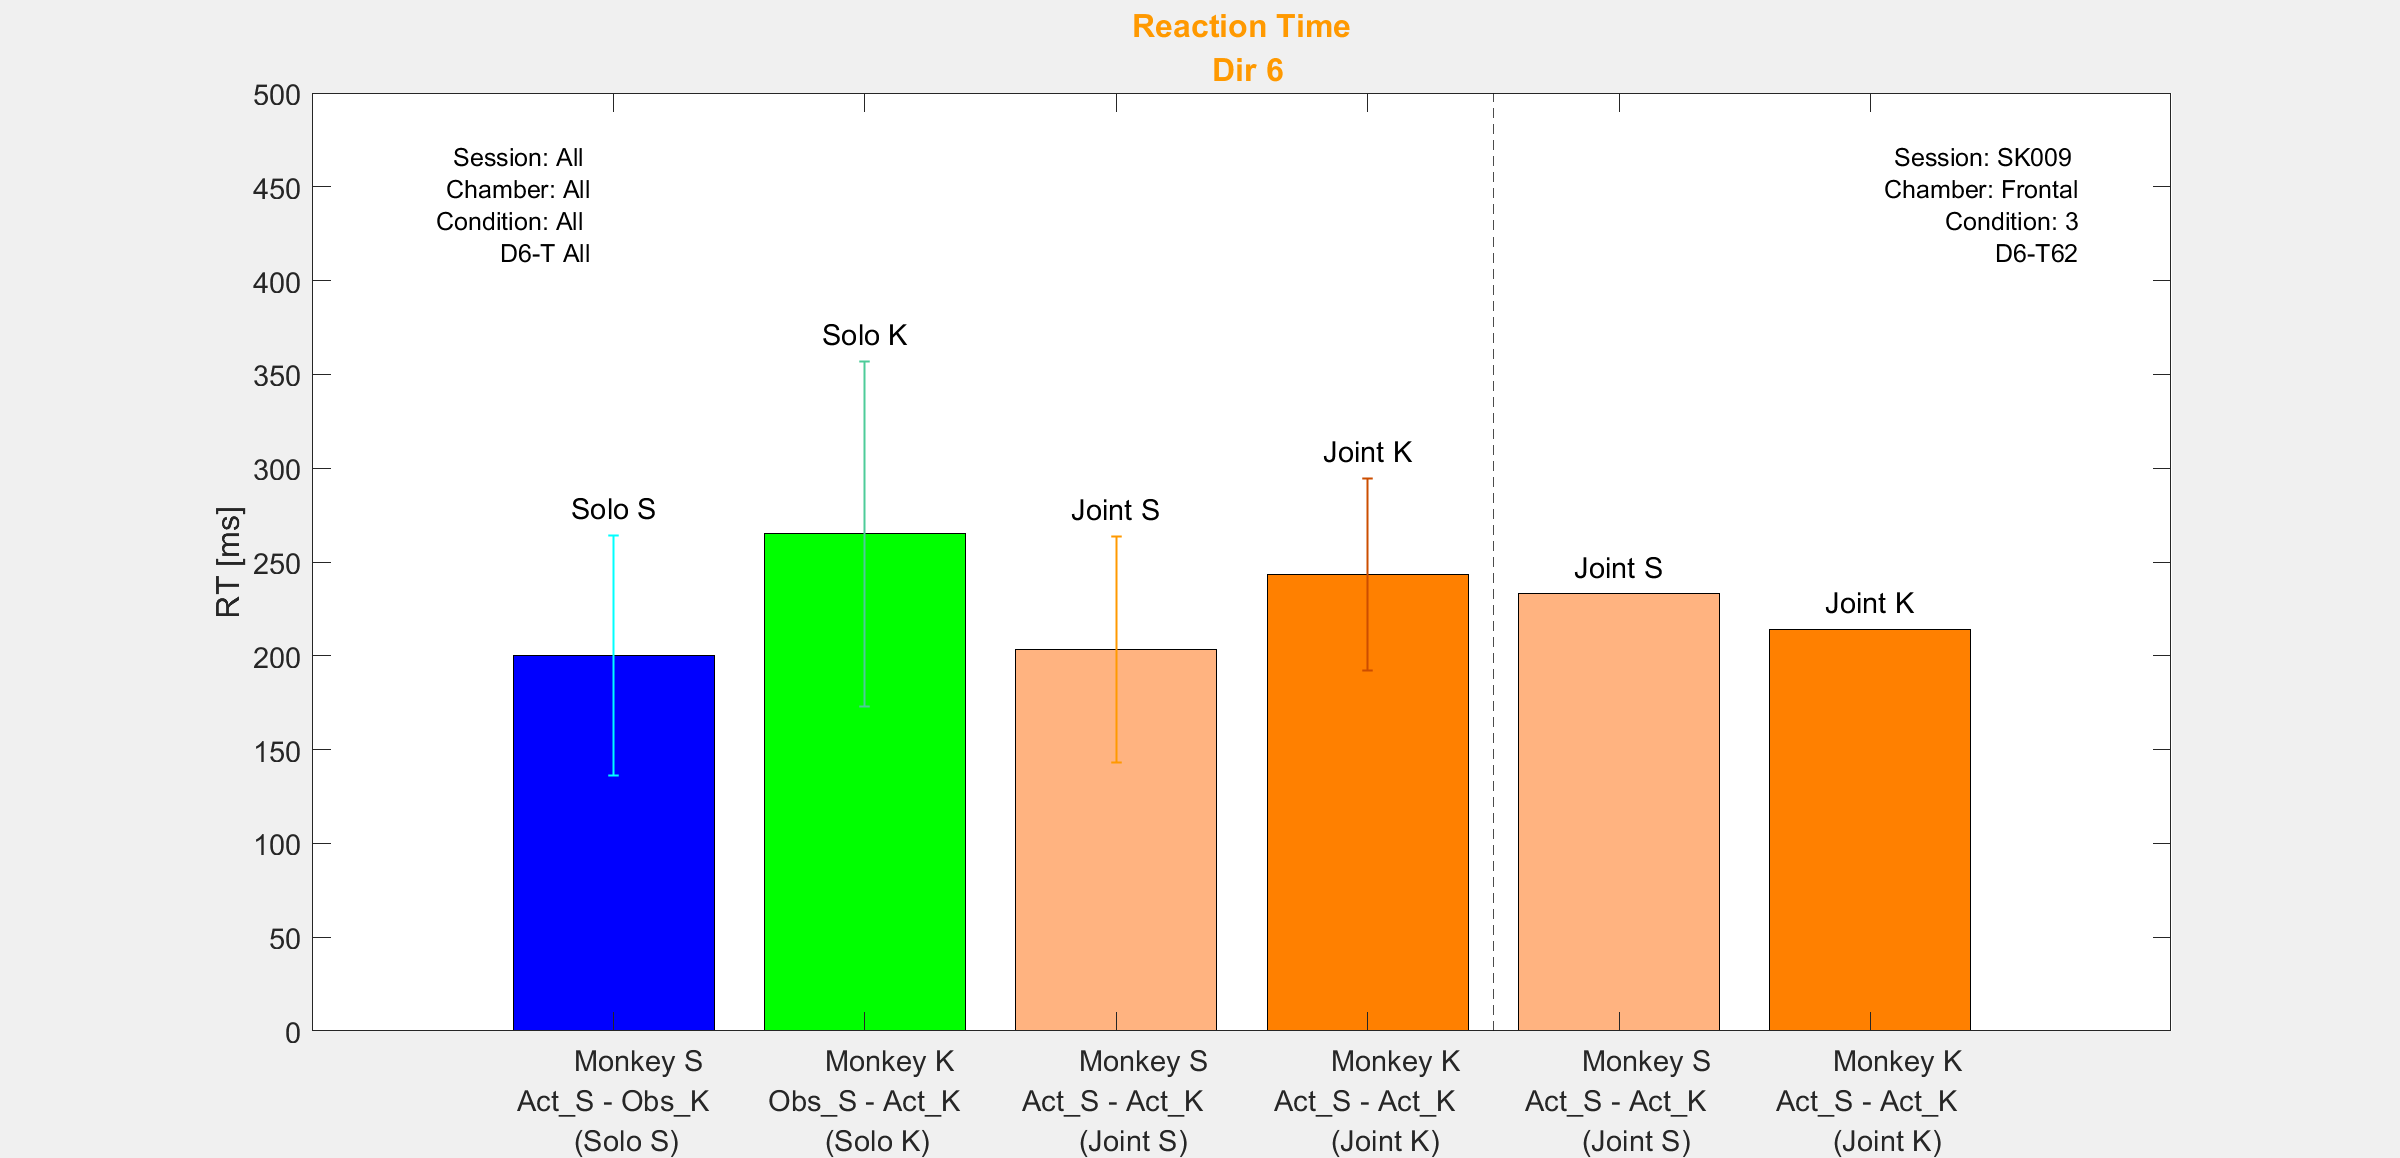 Reaction Time
Dir 6
500
450
400
350
300
250
200
150
100
50
0
RT [ms]
Session: All
Chamber: All
Condition: All
D6-T All
Session: SK009
Chamber: Frontal
Condition: 3
D6-T62
Solo S
Solo K
Joint S
Joint K
Joint S
Joint K
Monkey S
Act_S - Obs_K
(Solo S)
Monkey K
Obs_S - Act_K
(Solo K)
Monkey S
Act_S - Act_K
(Joint S)
Monkey K
Act_S - Act_K
(Joint K)
Monkey S
Act_S - Act_K
(Joint S)
Monkey K
Act_S - Act_K
(Joint K)